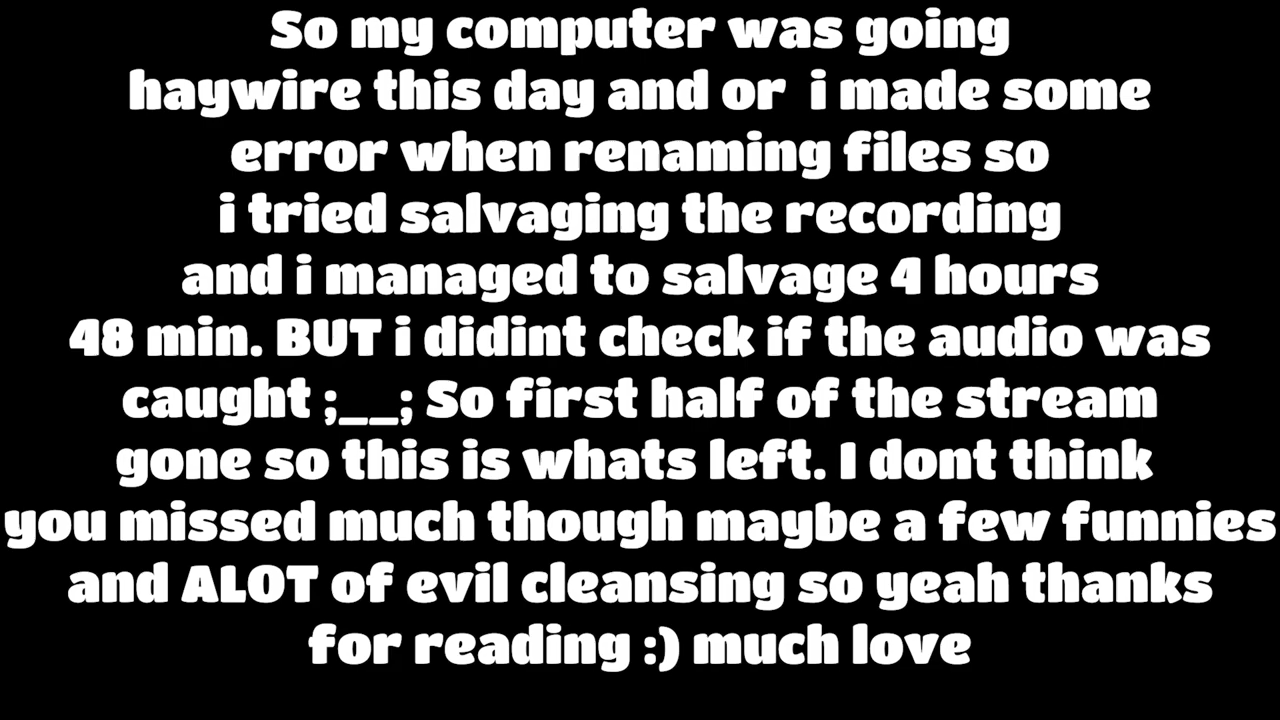 So my computer was going
haywire this day and or i made some
error when renaming files so
i tried salvaging the recording
and i managed to salvage 4 hours
48 min. BUT i didint check if the audio was
caught ;__; So first half of the stream
gone so this is whats left. I dont think
you missed much though maybe a few funnies
and ALOT of evil cleansing so yeah thanks
for reading :) much love